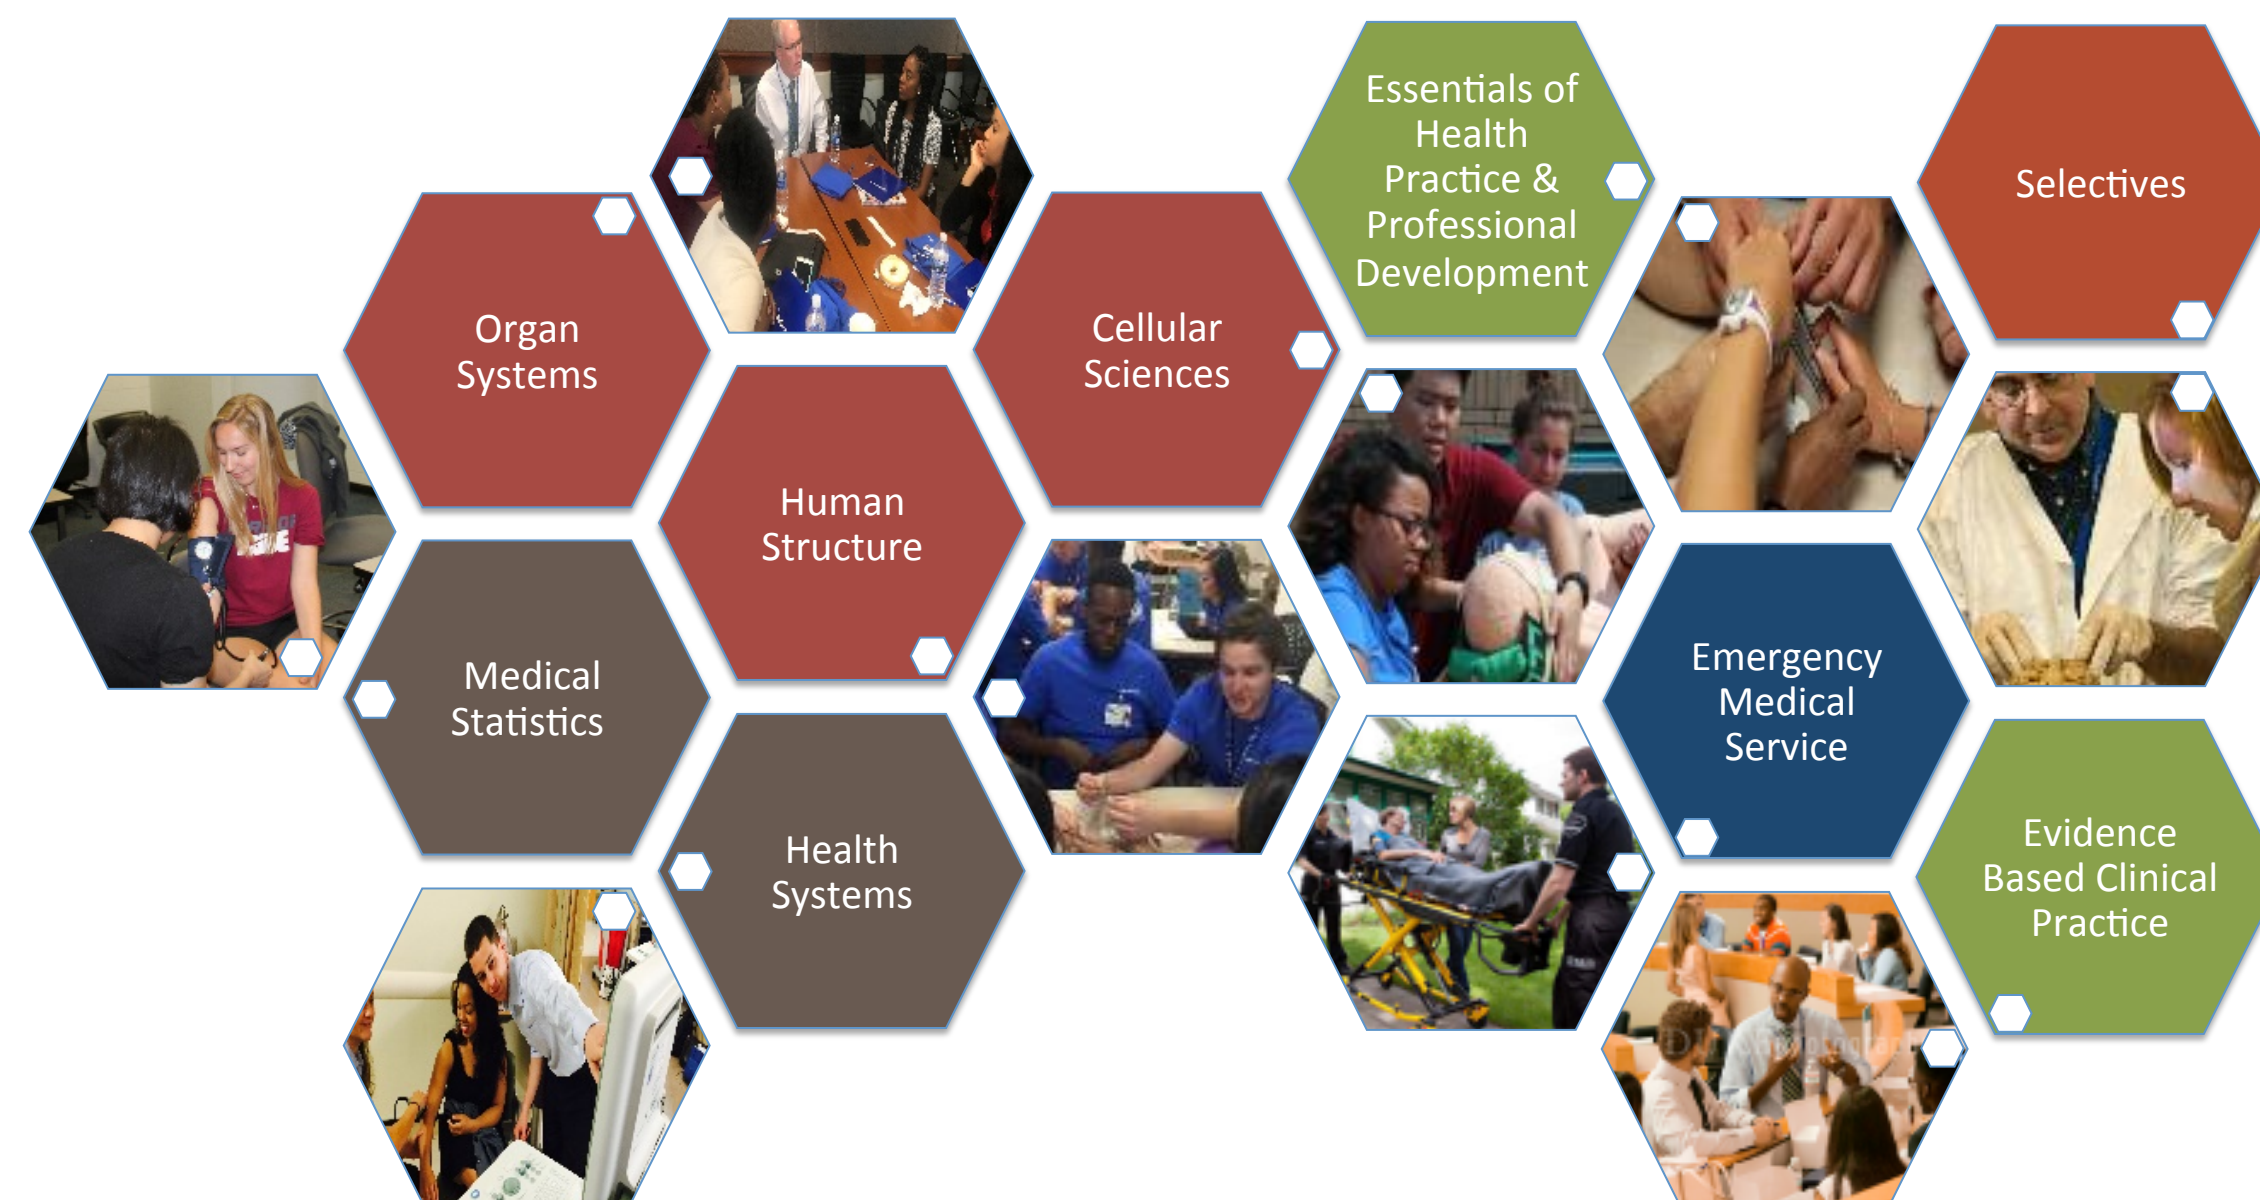 Essentials of
Health
Practice &
Professional
Development
Selectives
Organ
Systems
Cellular
Sciences
Human
Structure
Medical
Statistics
Emergency
Medical
Service
Health
Systems
Evidence
Based Clinical
Practice